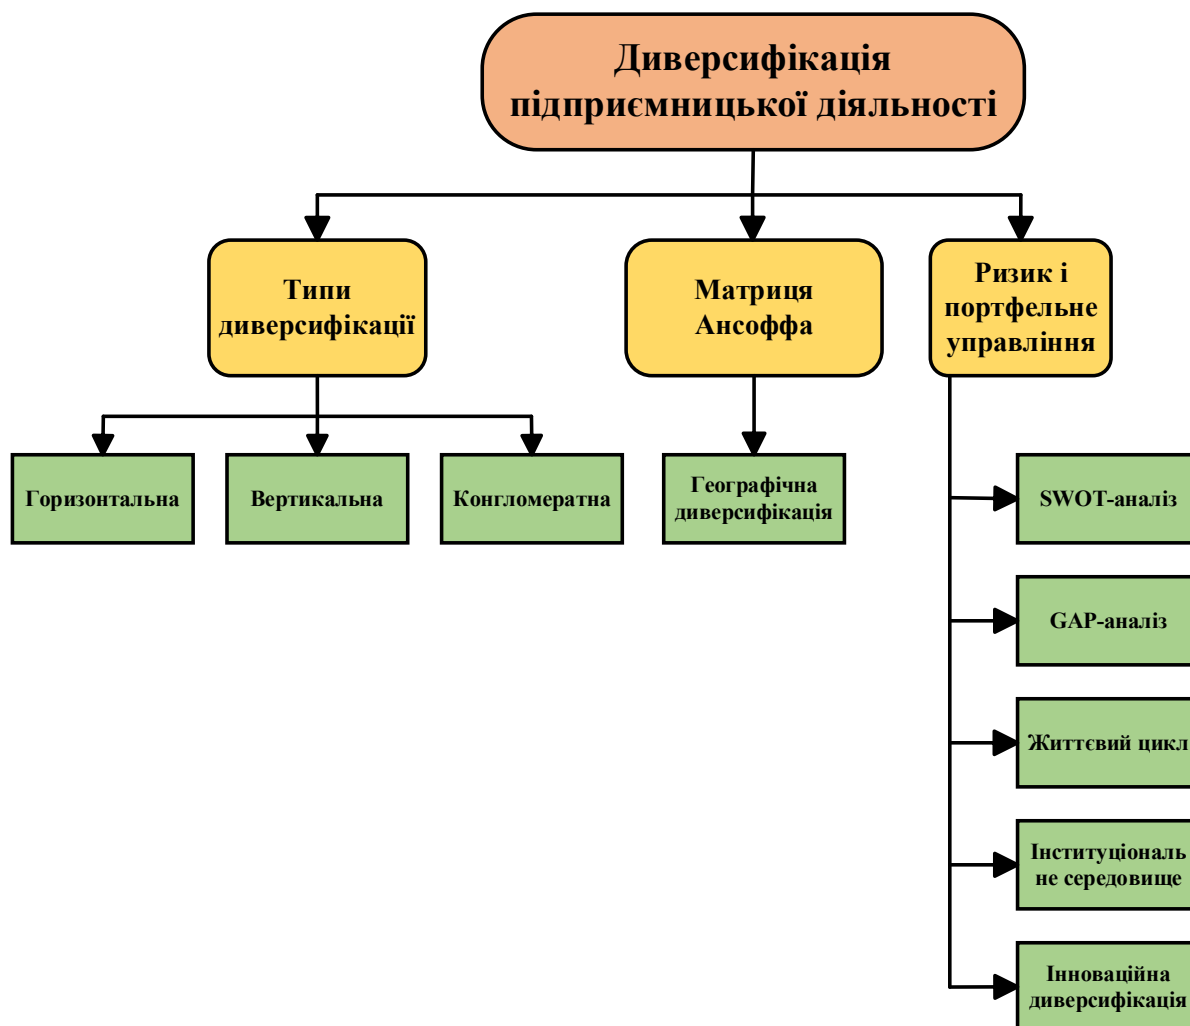 Диверсифікація
підприємницької діяльності
Типи
диверсифікації
Матриця
Ансоффа
Ризик і
портфельне
управління
Горизонтальна
Вертикальна
Конгломератна
Географічна
диверсифікація
SWOT-аналіз
GAP-аналіз
Життєвий цикл
Інституціональ
не середовище
Інноваційна
диверсифікація